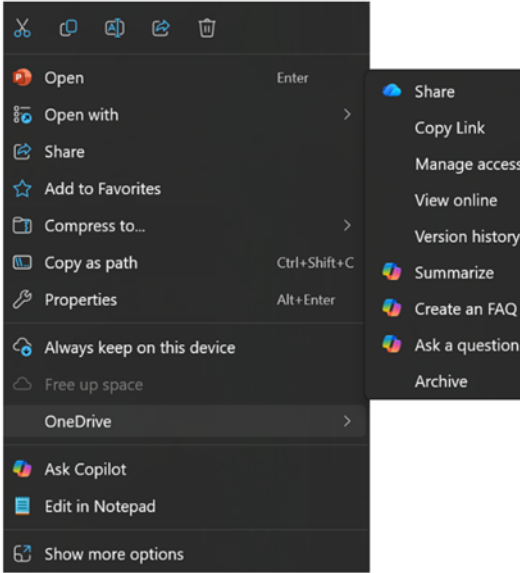 Open Enter
Open with
Share
Add to Favorites
Compress to...
Copy as path Ctrl+Shift+C
Properties Alt+Enter
Always keep on this device
Free up space
OneDrive
Ask Copilot
Edit in Notepad
Show more options
Share
Copy Link
Manage access
View online
Version history
Summarize
Create an FAQ
Ask a question
Archive